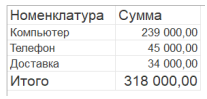 Номенклатура Сумма
Компьютер 239 000,00
Телефон 45 000,00
Доставка 34 000,00
Итого 318 000,00